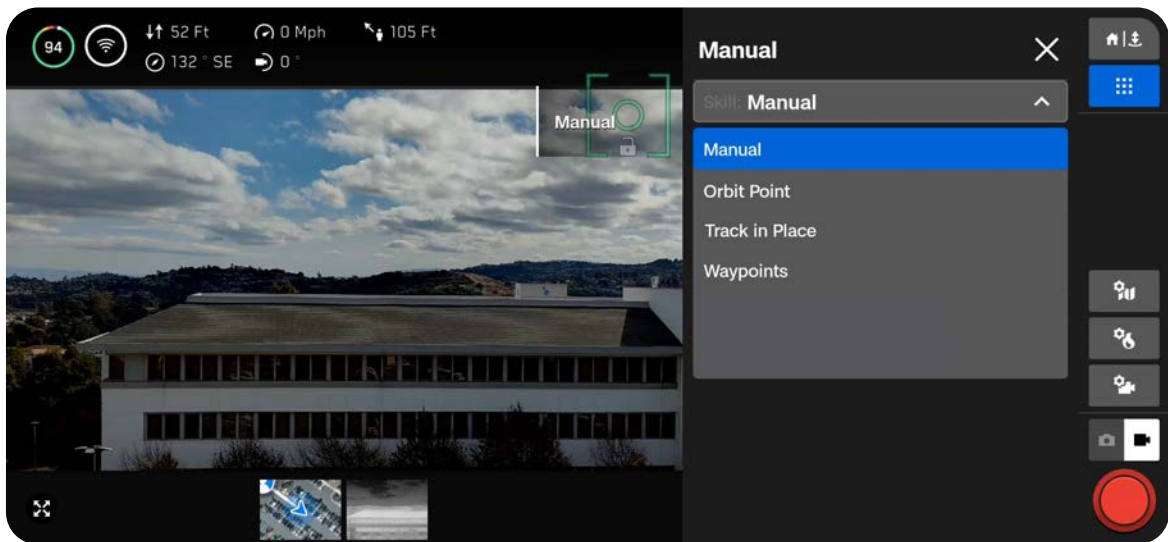 94
52 Ft
0 Mph
105 Ft
132 ° SE
0 °
Manual
Manual
Skill: Manual
Manual
Orbit Point
Track in Place
Waypoints